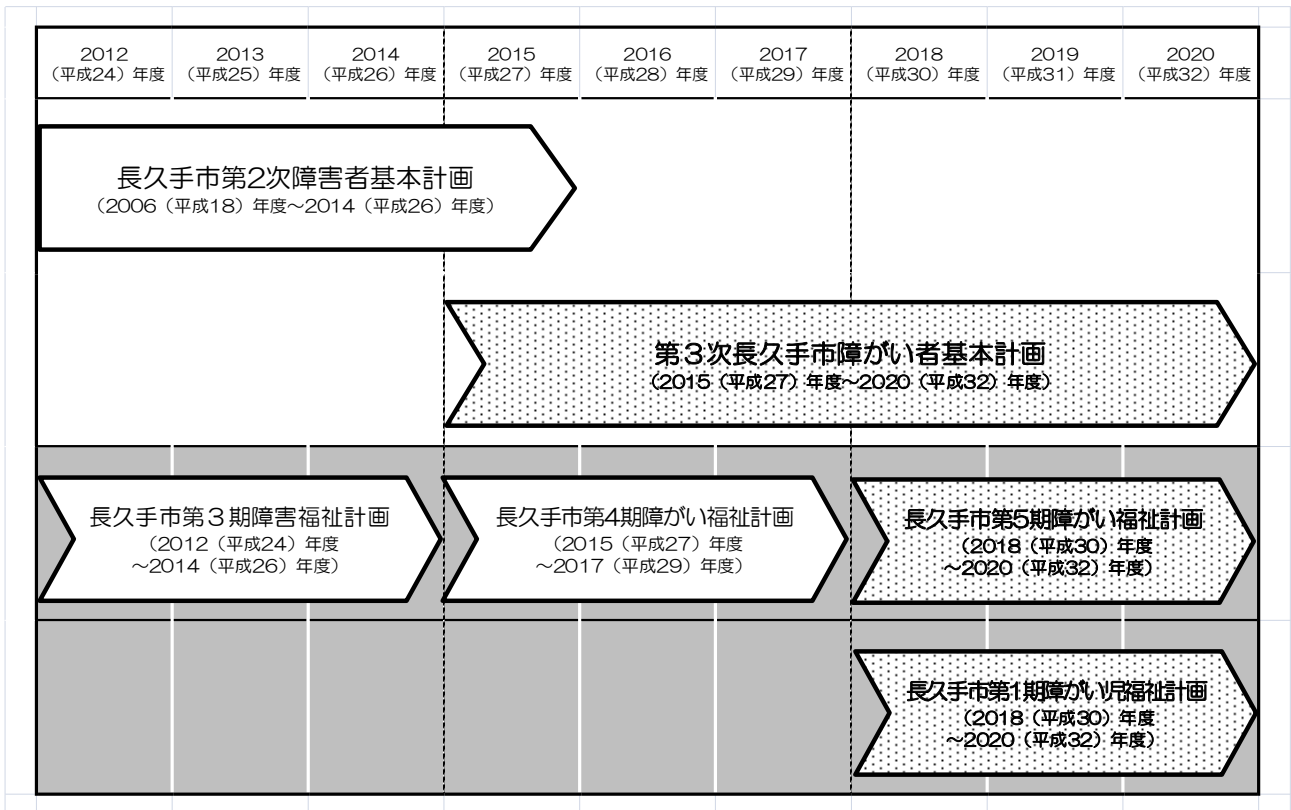 2012 2013 2014 2015 2016 2017 2018 2019 2020
（平成24）年度 （平成25）年度 （平成26）年度 （平成27）年度 （平成28）年度 （平成29）年度 （平成30）年度 （平成31）年度 （平成32）年度
長久手市第2次障害者基本計画
（2006（平成18）年度～2014（平成26）年度）
第３次長久手市障がい者基本計画
（2015（平成27）年度～2020（平成32）年度）
長久手市第３期障害福祉計画
（2012（平成24）年度
～2014（平成26）年度）
長久手市第4期障がい福祉計画
（2015（平成27）年度
～2017（平成29）年度）
長久手市第5期障がい福祉計画
（2018（平成30）年度
～2020（平成32）年度）
長久手市第1期障がい児福祉計画
（2018（平成30）年度
～2020（平成32）年度）